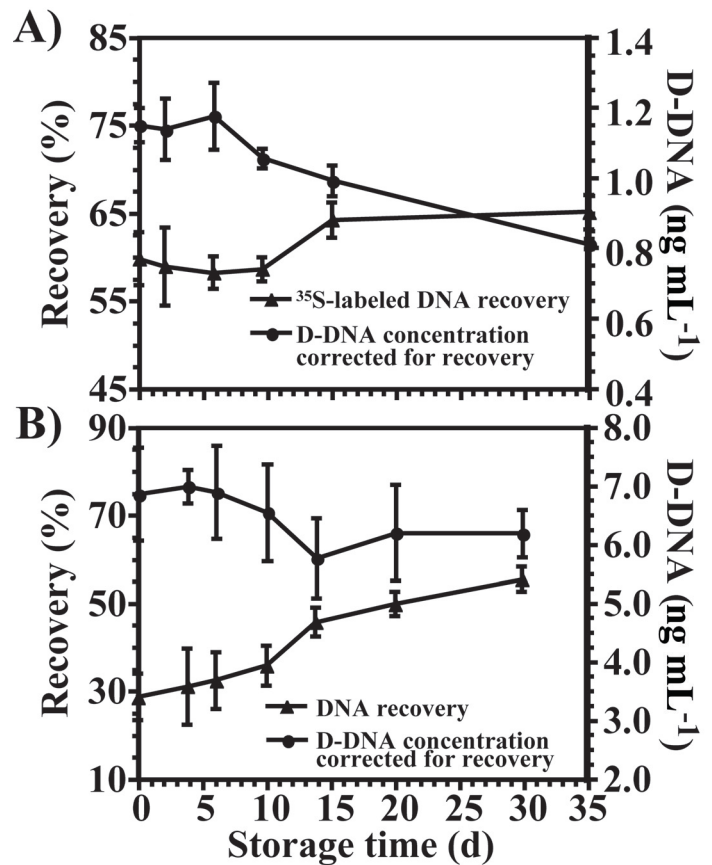 A)
85
75
65
55
45
Recovery (%)
1.4
1.2
1.0
0.8
0.6
0.4
D-DNA (ng mL-1)
35S-labeled DNA recovery
D-DNA concentration
corrected for recovery
B)
90
70
50
30
10
Recovery (%)
8.0
7.0
6.0
5.0
4.0
3.0
2.0
D-DNA (ng mL-1)
DNA recovery
D-DNA concentration
corrected for recovery
0 5 10 15 20 25 30 35
Storage time (d)